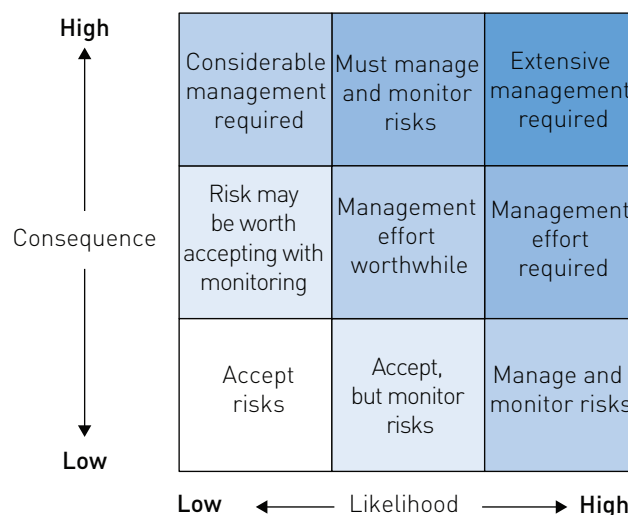 High
Considerable
management
required
Must manage
and monitor
risks
Extensive
management
required
Consequence
Risk may
be worth
accepting with
monitoring
Management
effort
worthwhile
Management
effort
required
Accept
risks
Accept,
but monitor
risks
Manage and
monitor risks
Low
Low
Likelihood
High